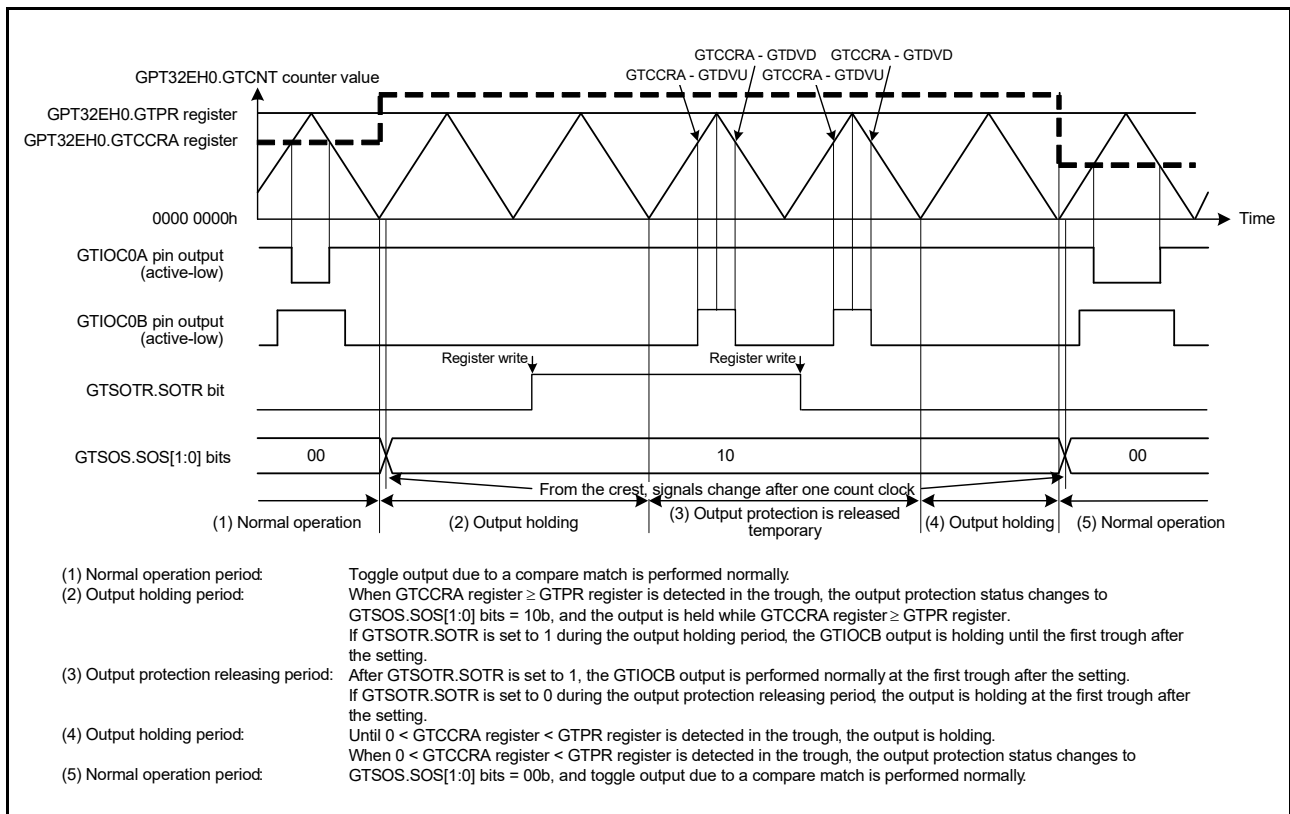 GTCCRA - GTDVD GTCCRA - GTDVD
GTCCRA - GTDVU GTCCRA - GTDVU
GPT32EH0.GTCNT counter value
GPT32EH0.GTPR register
GPT32EH0.GTCCRA register
0000 0000h
Time
GTIOC0A pin output
(active-low)
GTIOC0B pin output
(active-low)
Register write
Register write
GTSOTR.SOTR bit
GTSOS.SOS[1:0] bits
00
10
00
From the crest, signals change after one count clock
(1) Normal operation
(2) Output holding
(3) Output protection is released
temporary
(4) Output holding
(5) Normal operation
(1) Normal operation period: Toggle output due to a compare match is performed normally.
(2) Output holding period: When GTCCRA register ≥ GTPR register is detected in the trough, the output protection status changes to
GTSOS.SOS[1:0] bits = 10b, and the output is held while GTCCRA register ≥ GTPR register.
If GTSOTR.SOTR is set to 1 during the output holding period, the GTIOCB output is holding until the first trough after
the setting.
(3) Output protection releasing period: After GTSOTR.SOTR is set to 1, the GTIOCB output is performed normally at the first trough after the setting.
If GTSOTR.SOTR is set to 0 during the output protection releasing period, the output is holding at the first trough after
the setting.
(4) Output holding period: Until 0 < GTCCRA register < GTPR register is detected in the trough, the output is holding.
When 0 < GTCCRA register < GTPR register is detected in the trough, the output protection status changes to
(5) Normal operation period: GTSOS.SOS[1:0] bits = 00b, and toggle output due to a compare match is performed normally.